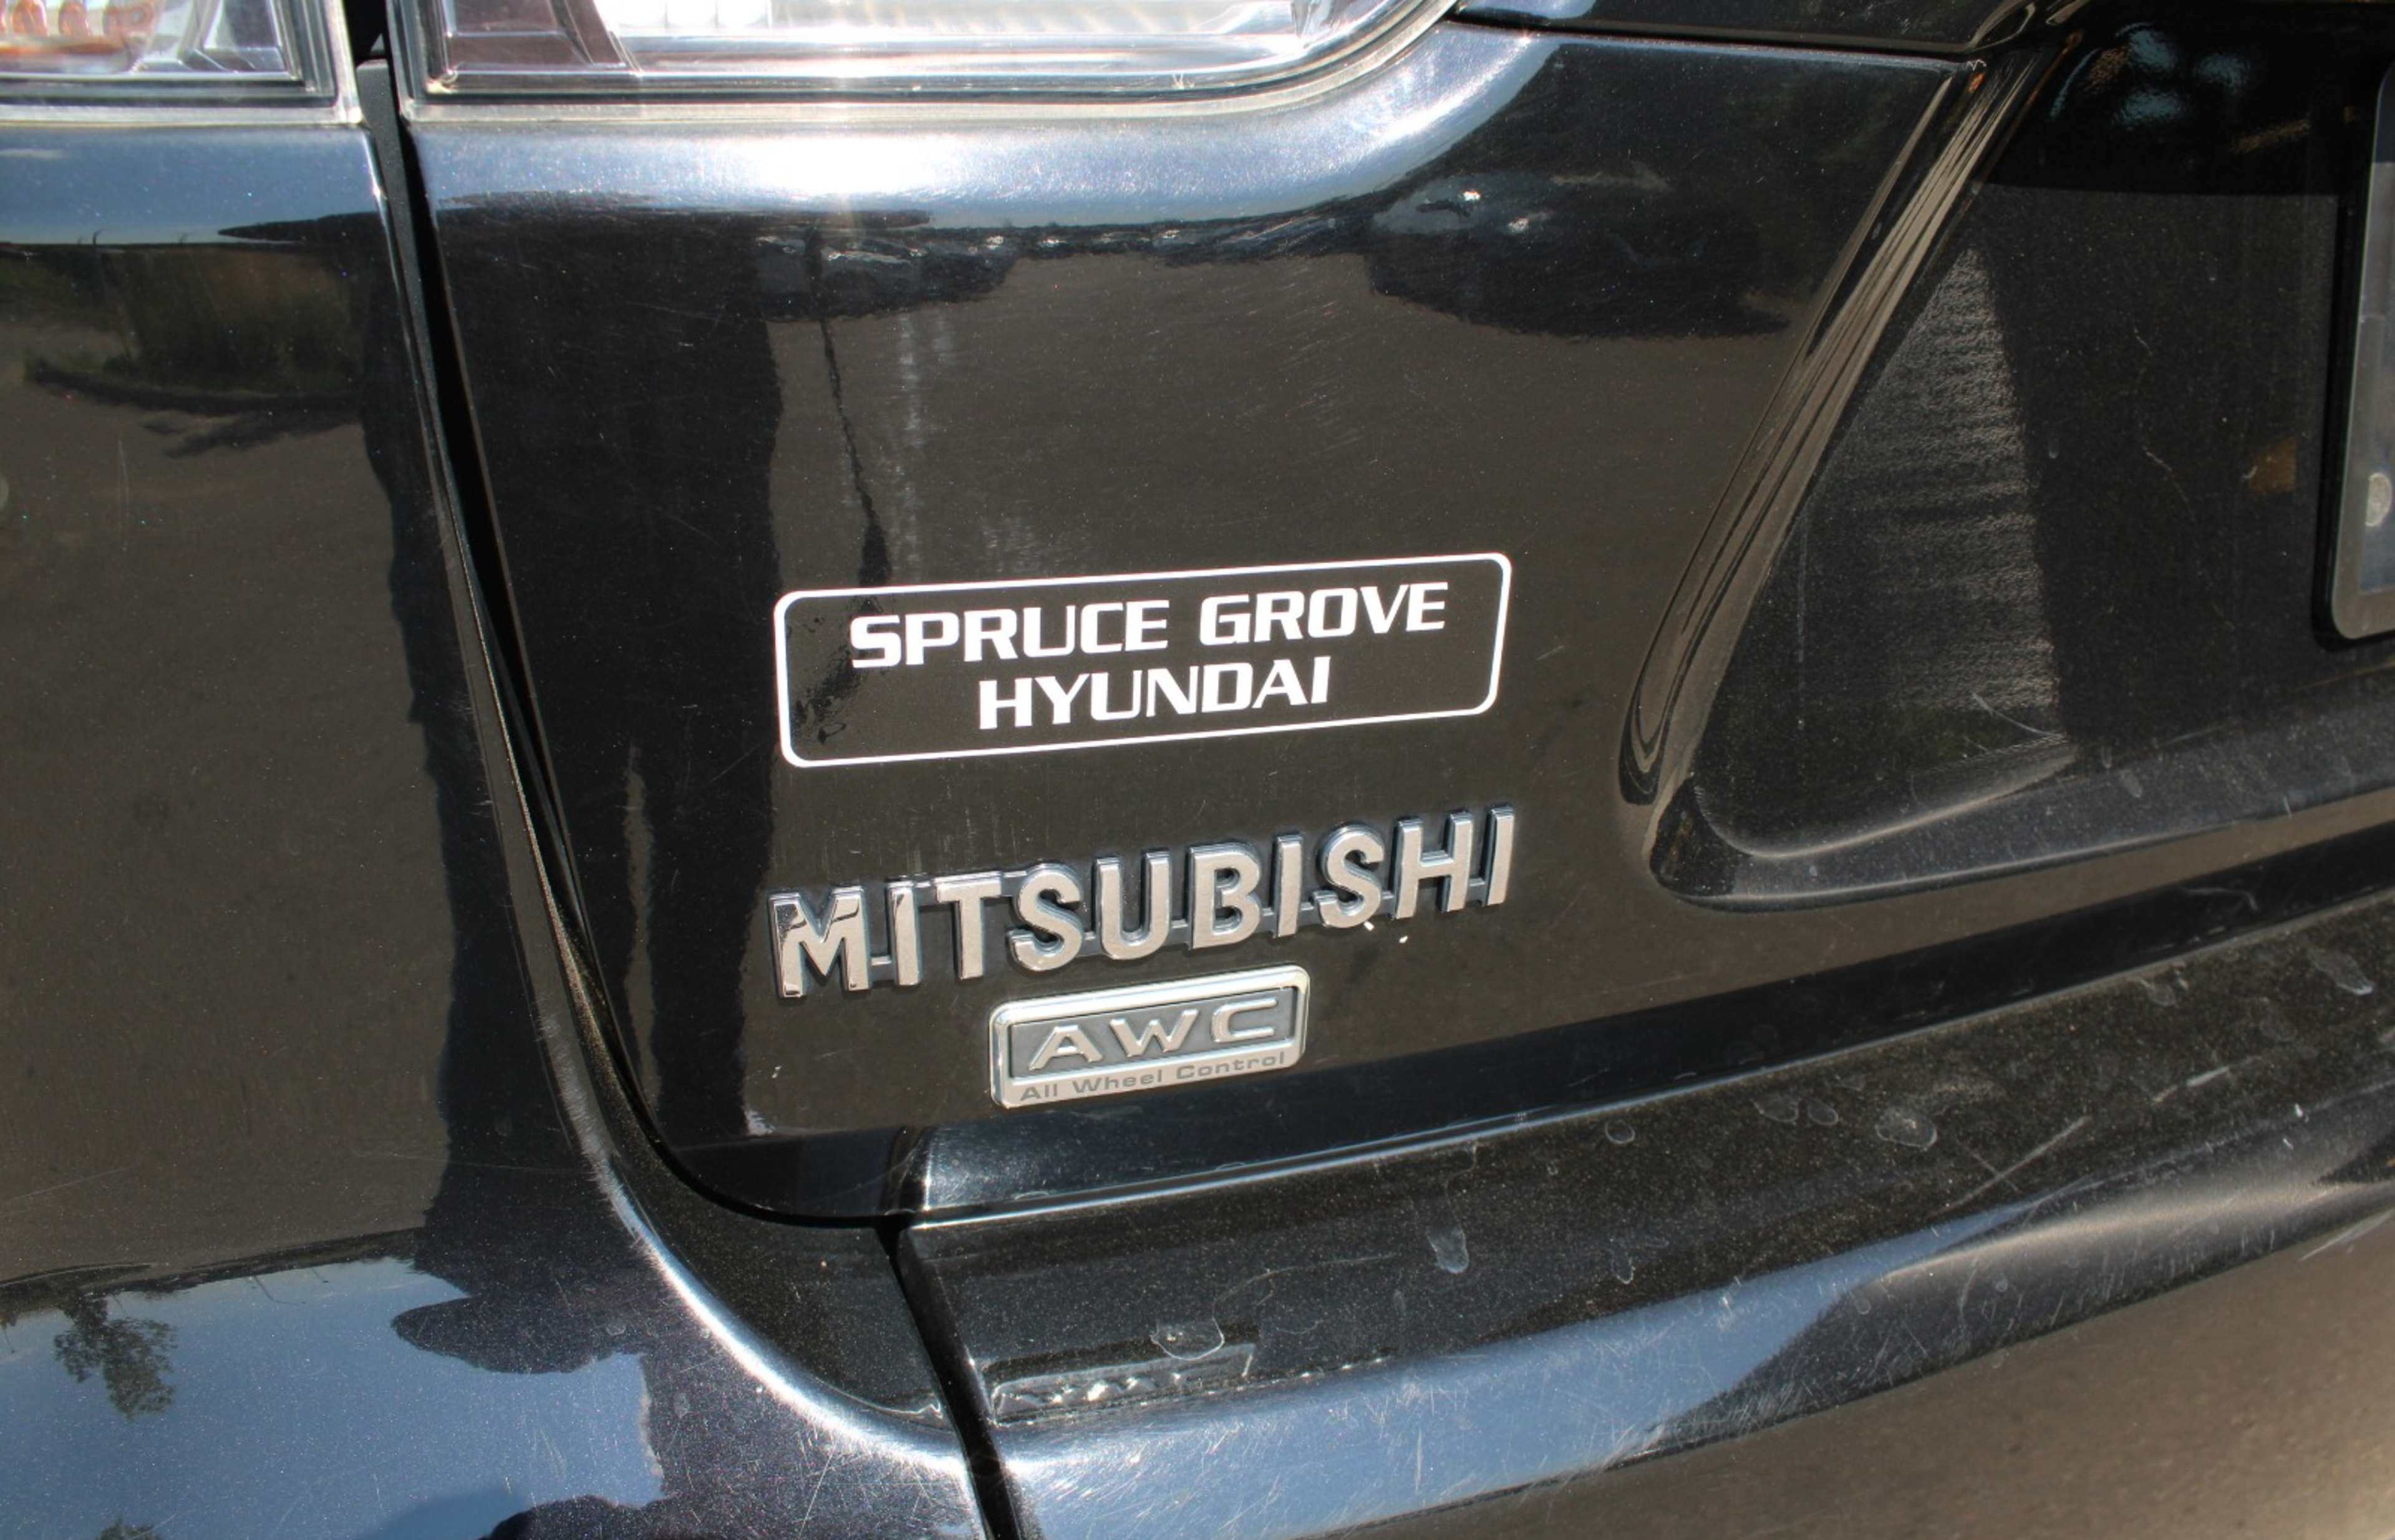 SPRUCE GROVE
HYUNDAI
MITSUBISHI
AWC
All Wheel Control